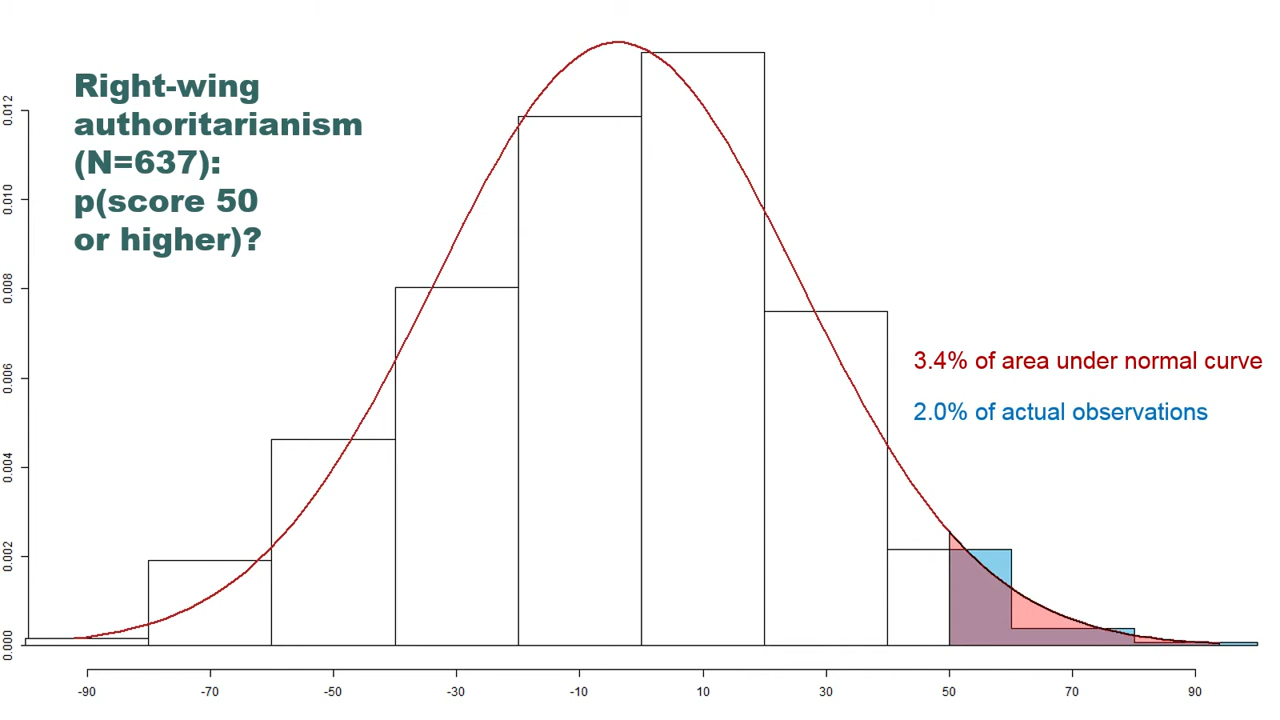 Right-wing
authoritarianism
(N=637):
p(score 50
or higher)?
3.4% of area under normal curve
2.0% of actual observations
0.012
0.010
0.008
0.006
0.004
0.002
0.000
-90 -70 -50 -30 -10 10 30 50 70 90